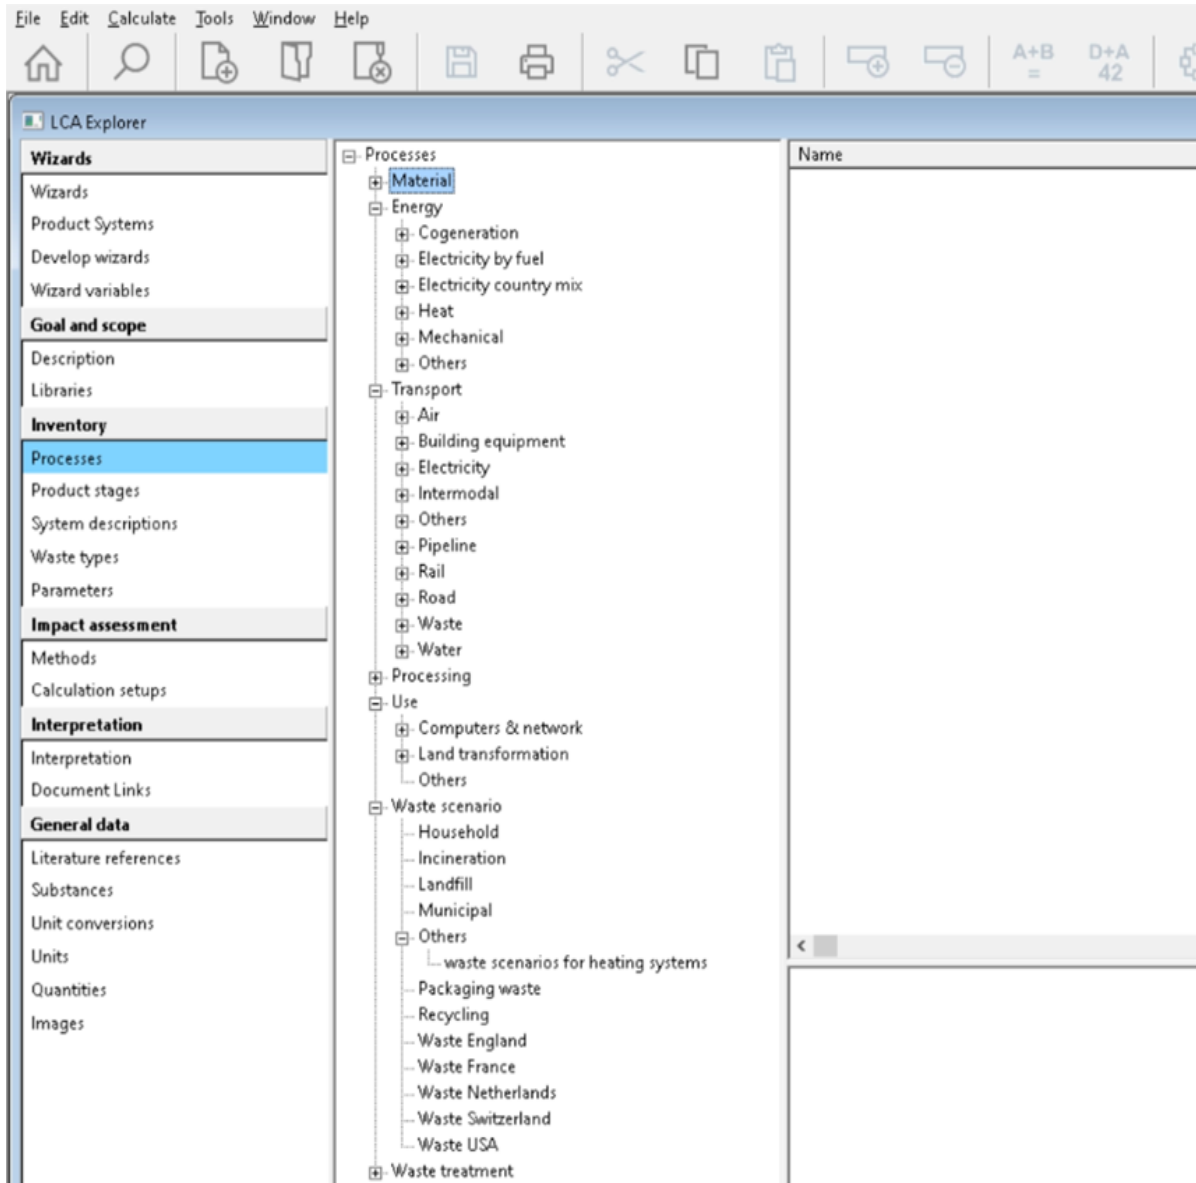 File Edit Calculate Tools Window Help
A+B
=
D+A
42
LCA Explorer
Wizards
Wizards
Product Systems
Develop wizards
Wizard variables
Goal and scope
Description
Libraries
Inventory
Processes
Product stages
System descriptions
Waste types
Parameters
Impact assessment
Methods
Calculation setups
Interpretation
Interpretation
Document Links
General data
Literature references
Substances
Unit conversions
Units
Quantities
Images
Processes
Material
Energy
Cogeneration
Electricity by fuel
Electricity country mix
Heat
Mechanical
Others
Transport
Air
Building equipment
Electricity
Intermodal
Others
Pipeline
Rail
Road
Waste
Water
Processing
Use
Computers & network
Land transformation
Others
Waste scenario
Household
Incineration
Landfill
Municipal
Others
waste scenarios for heating systems
Packaging waste
Recycling
Waste England
Waste France
Waste Netherlands
Waste Switzerland
Waste USA
Waste treatment
Name